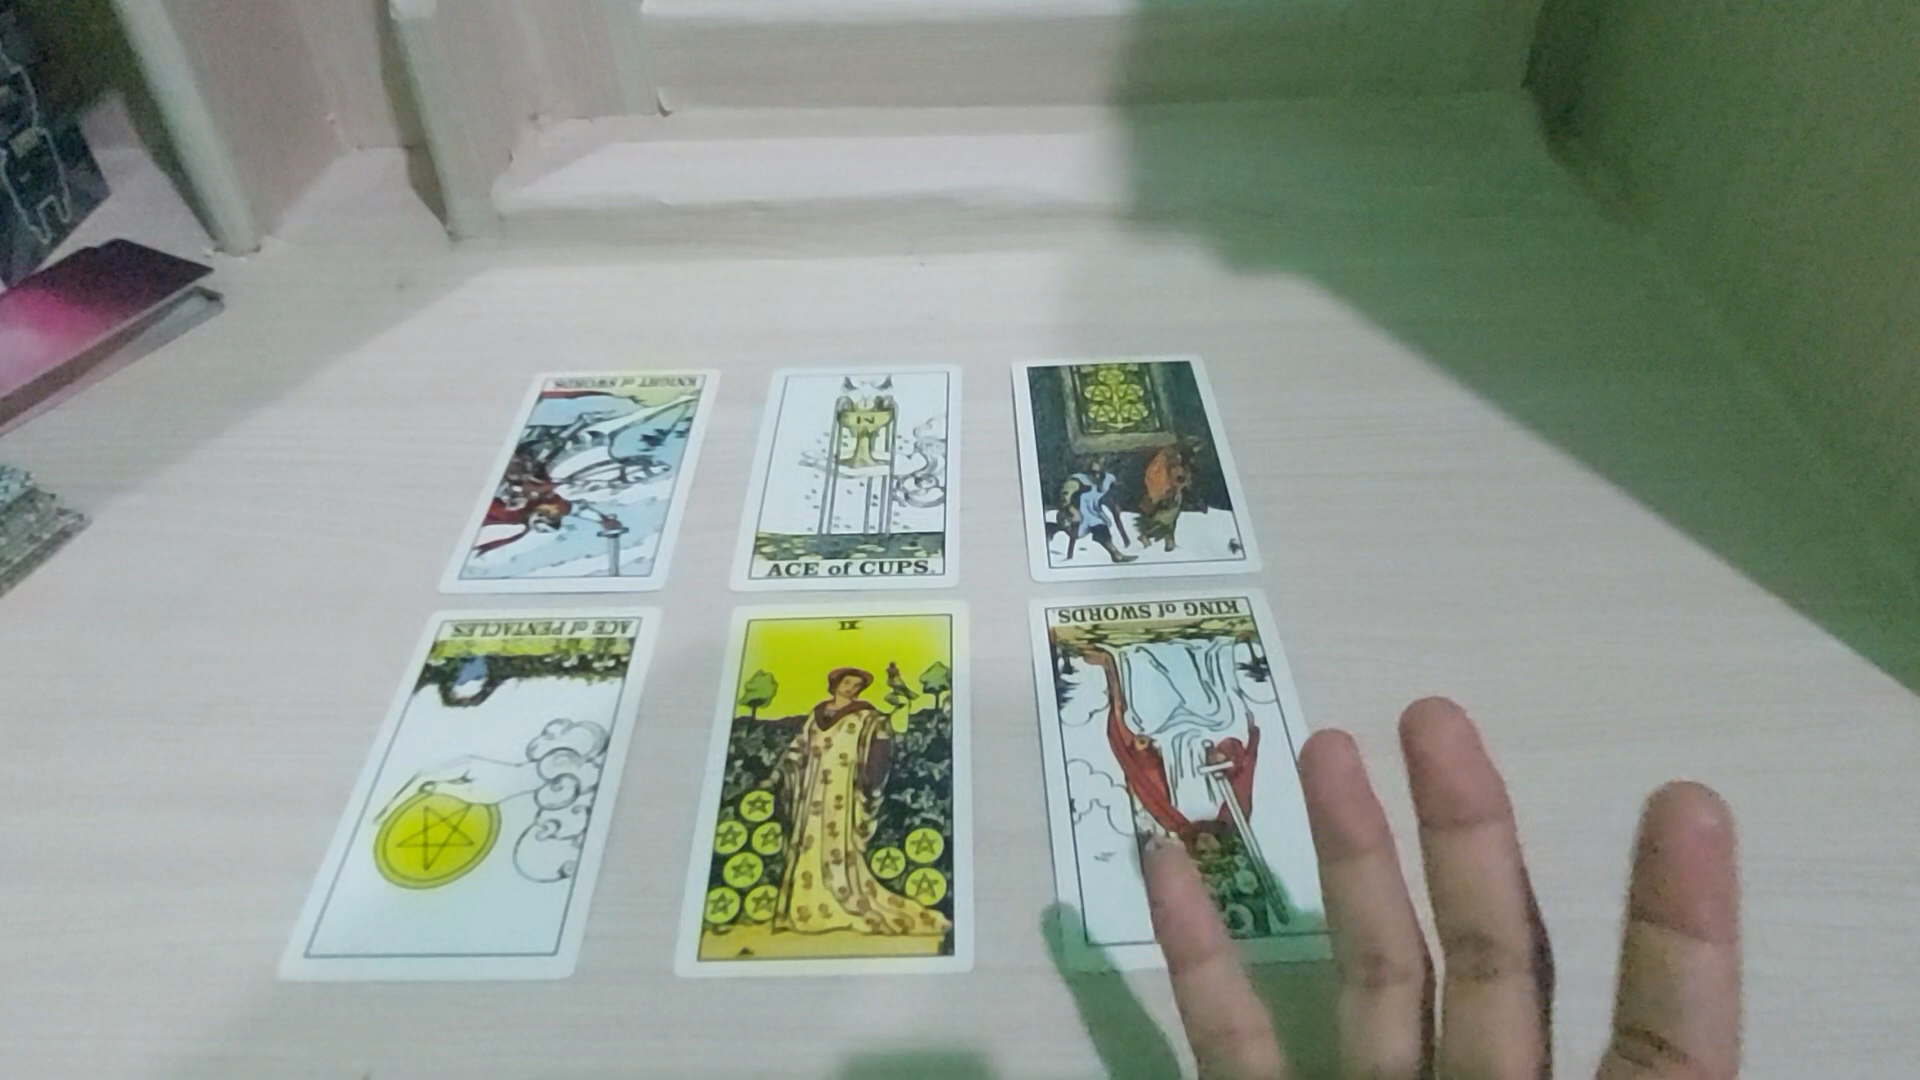 KNIGHT of SWORDS
ACE of CUPS.
ACE of PENTACLES
IX
KING of SWORDS